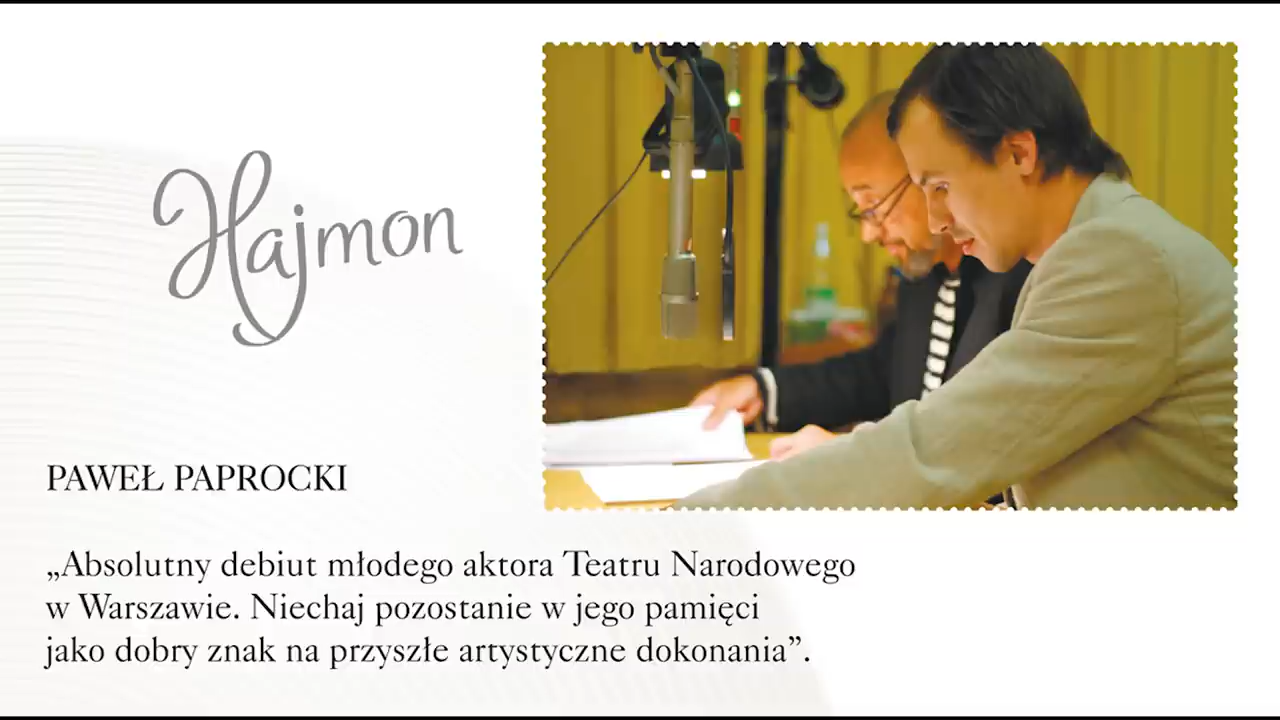 Hajmon
PAWEŁ PAPROCKI
„Absolutny debiut młodego aktora Teatru Narodowego
w Warszawie. Niechaj pozostanie w jego pamięci
jako dobry znak na przyszłe artystyczne dokonania”.